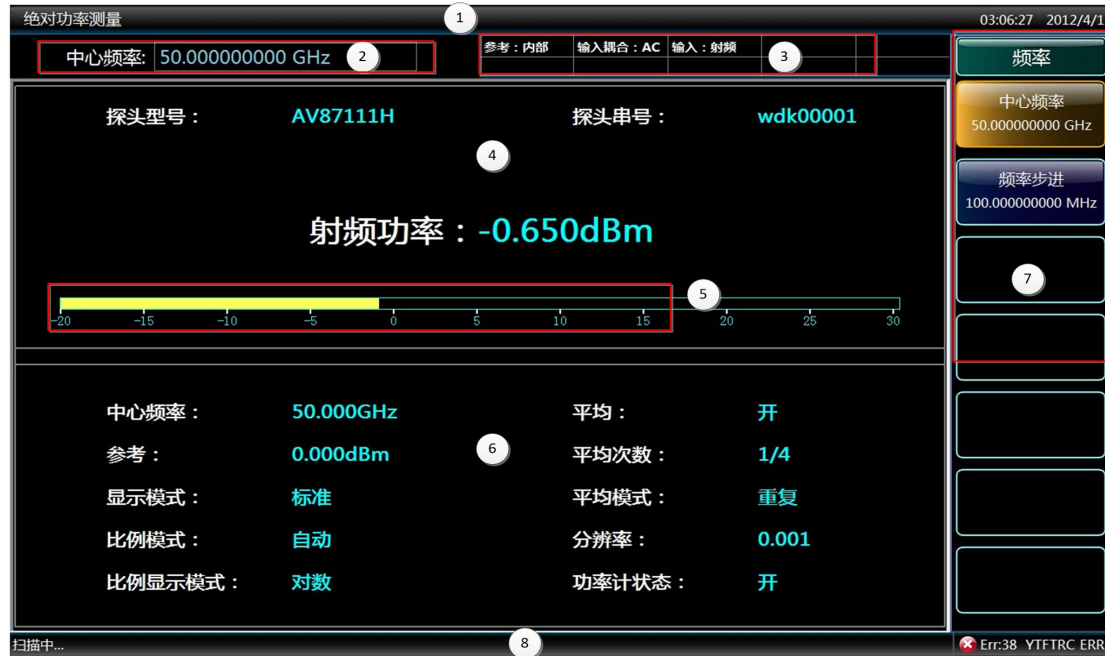 绝对功率测量 1 03:06:27 2012/4/1
中心频率: 50.000000000 GHz 2
参考：内部 输入耦合：AC 输入：射频 3
频率
中心频率
50.000000000 GHz
频率步进
100.000000000 MHz
7
探头型号： AV87111H 探头串号： wdk00001
4
射频功率：-0.650dBm
5
-20 -15 -10 -5 0 5 10 15 20 25 30
中心频率： 50.000GHz 平均： 开
参考： 0.000dBm 6 平均次数： 1/4
显示模式： 标准 平均模式： 重复
比例模式： 自动 分辨率： 0.001
比例显示模式： 对数 功率计状态： 开
扫描中... 8 Err:38 YTFTRC ERR